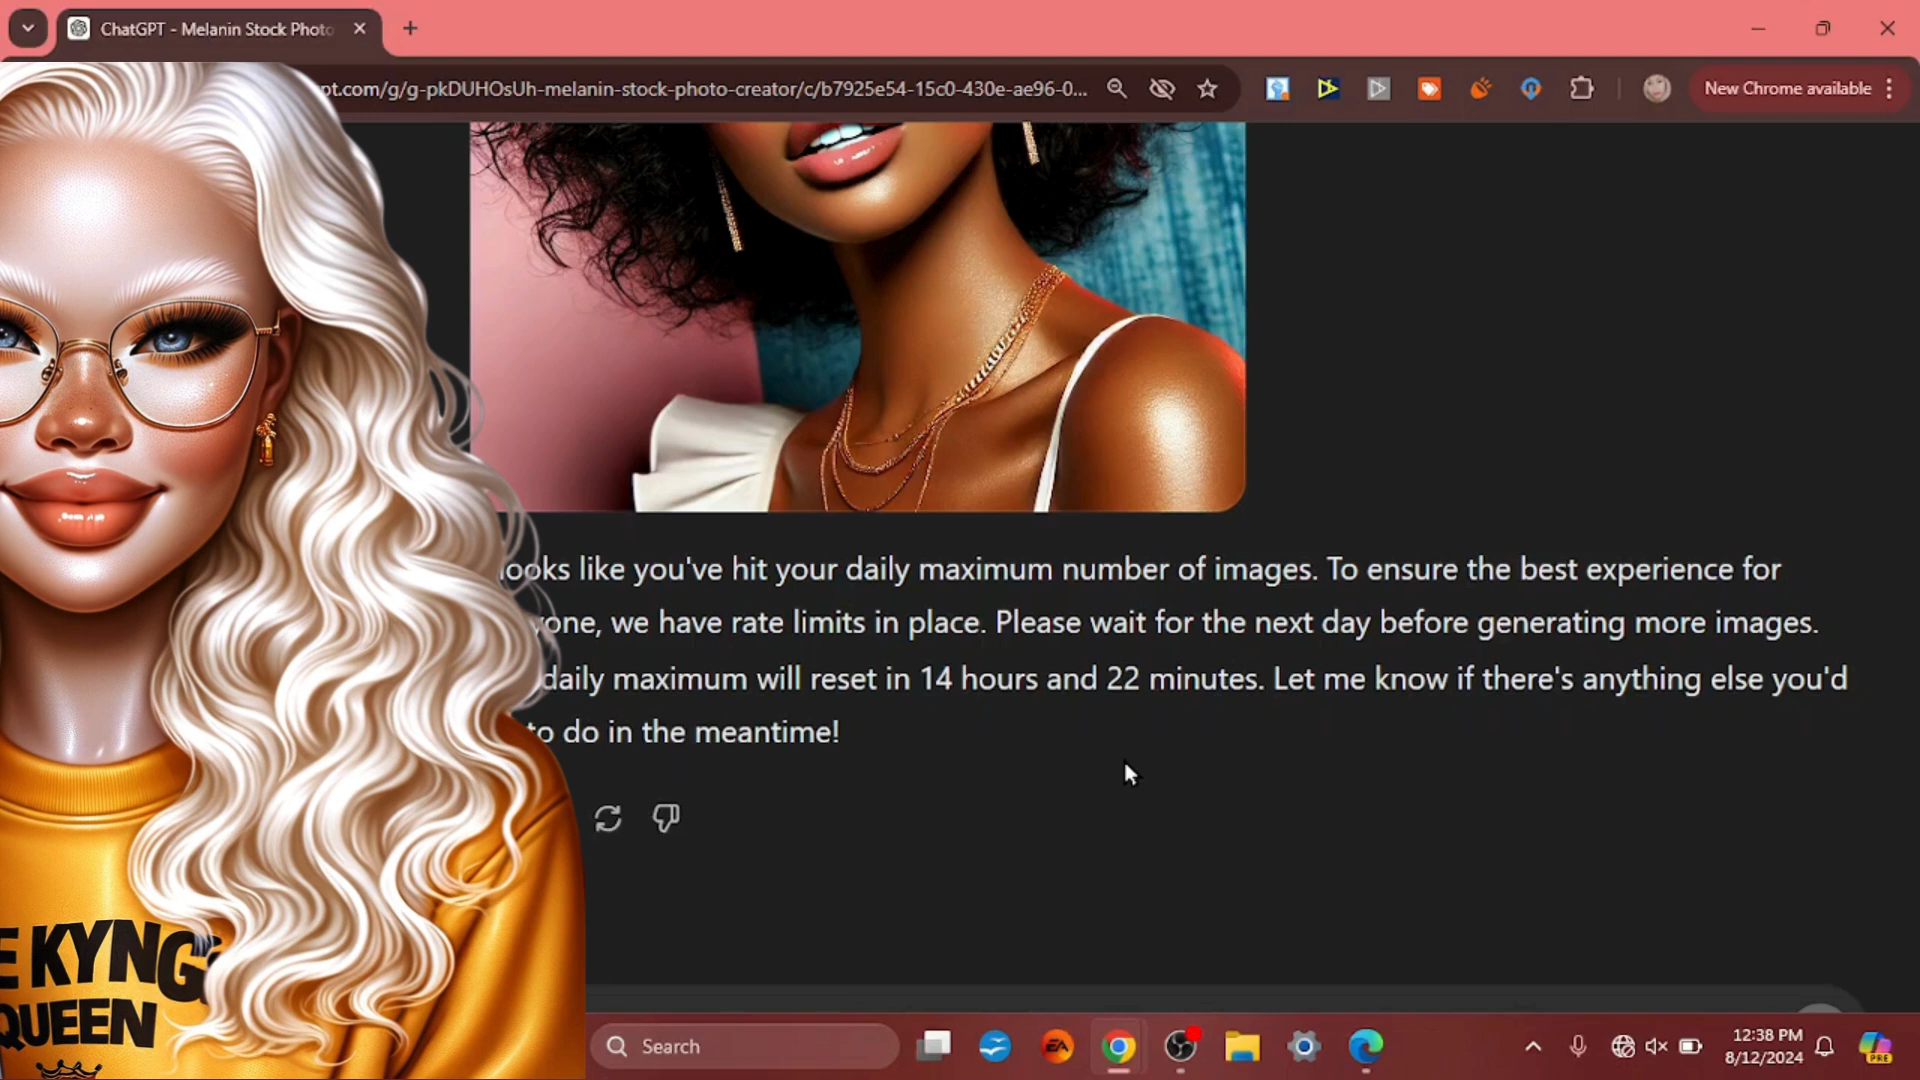 ChatGPT - Melanin Stock Photo
pt.com/g/g-pkDUHOsUh-melanin-stock-photo-creator/c/b7925e54-15c0-430e-ae96-0...
New Chrome available
looks like you've hit your daily maximum number of images. To ensure the best experience for
yone, we have rate limits in place. Please wait for the next day before generating more images.
daily maximum will reset in 14 hours and 22 minutes. Let me know if there's anything else you'd
to do in the meantime!
E KYNG
QUEEN
Search
EA
12:38 PM
8/12/2024
PRE